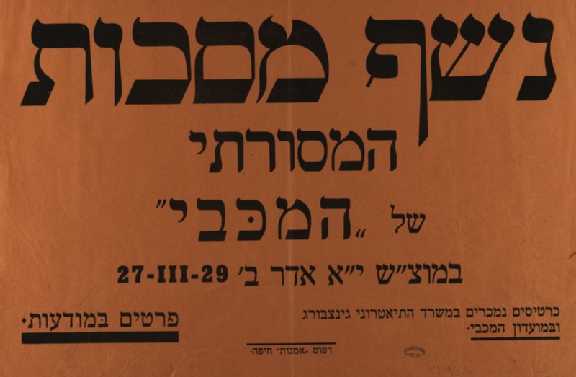 נשף מסכות
המסורתי
של „המכבי"
במוצ״ש י״א אדר ב׳ 27-III-29
כרטיסים נמכרים במשרד התיאטרוני גינצבורג
ובמועדון המכבי.
פרטים במודעות.
דפוס „אמנות" חיפה.